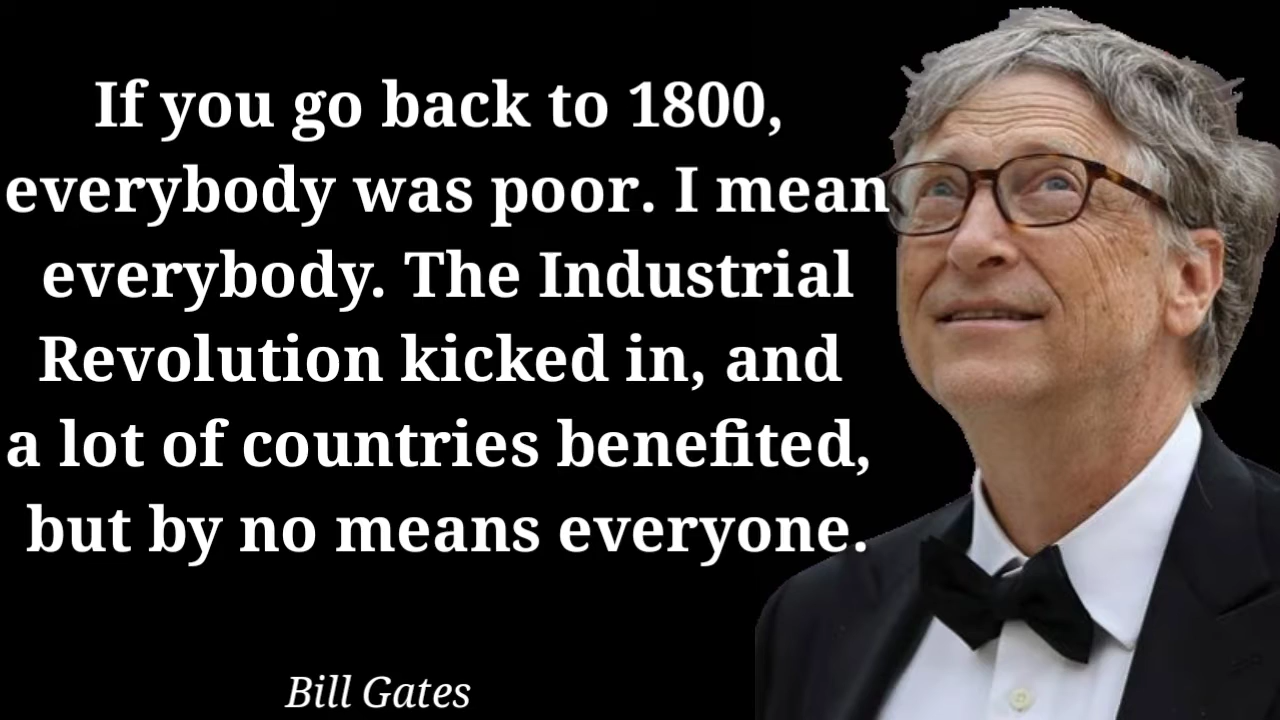 If you go back to 1800,
everybody was poor. I mean
everybody. The Industrial
Revolution kicked in, and
a lot of countries benefited,
but by no means everyone.
Bill Gates